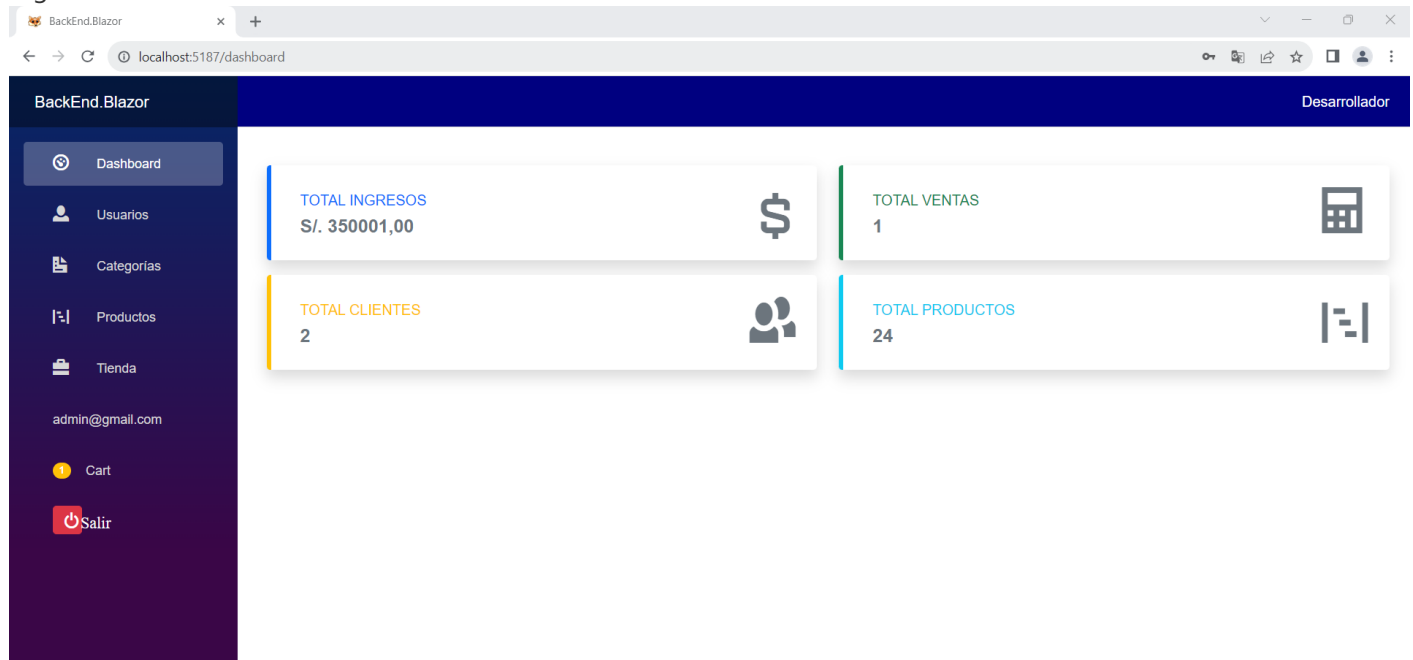 BackEnd.Blazor
localhost:5187/dashboard
BackEnd.Blazor
Desarrollador
Dashboard
Usuarios
Categorías
Productos
Tienda
admin@gmail.com
1 Cart
Salir
TOTAL INGRESOS
S/. 350001,00
TOTAL VENTAS
1
TOTAL CLIENTES
2
TOTAL PRODUCTOS
24